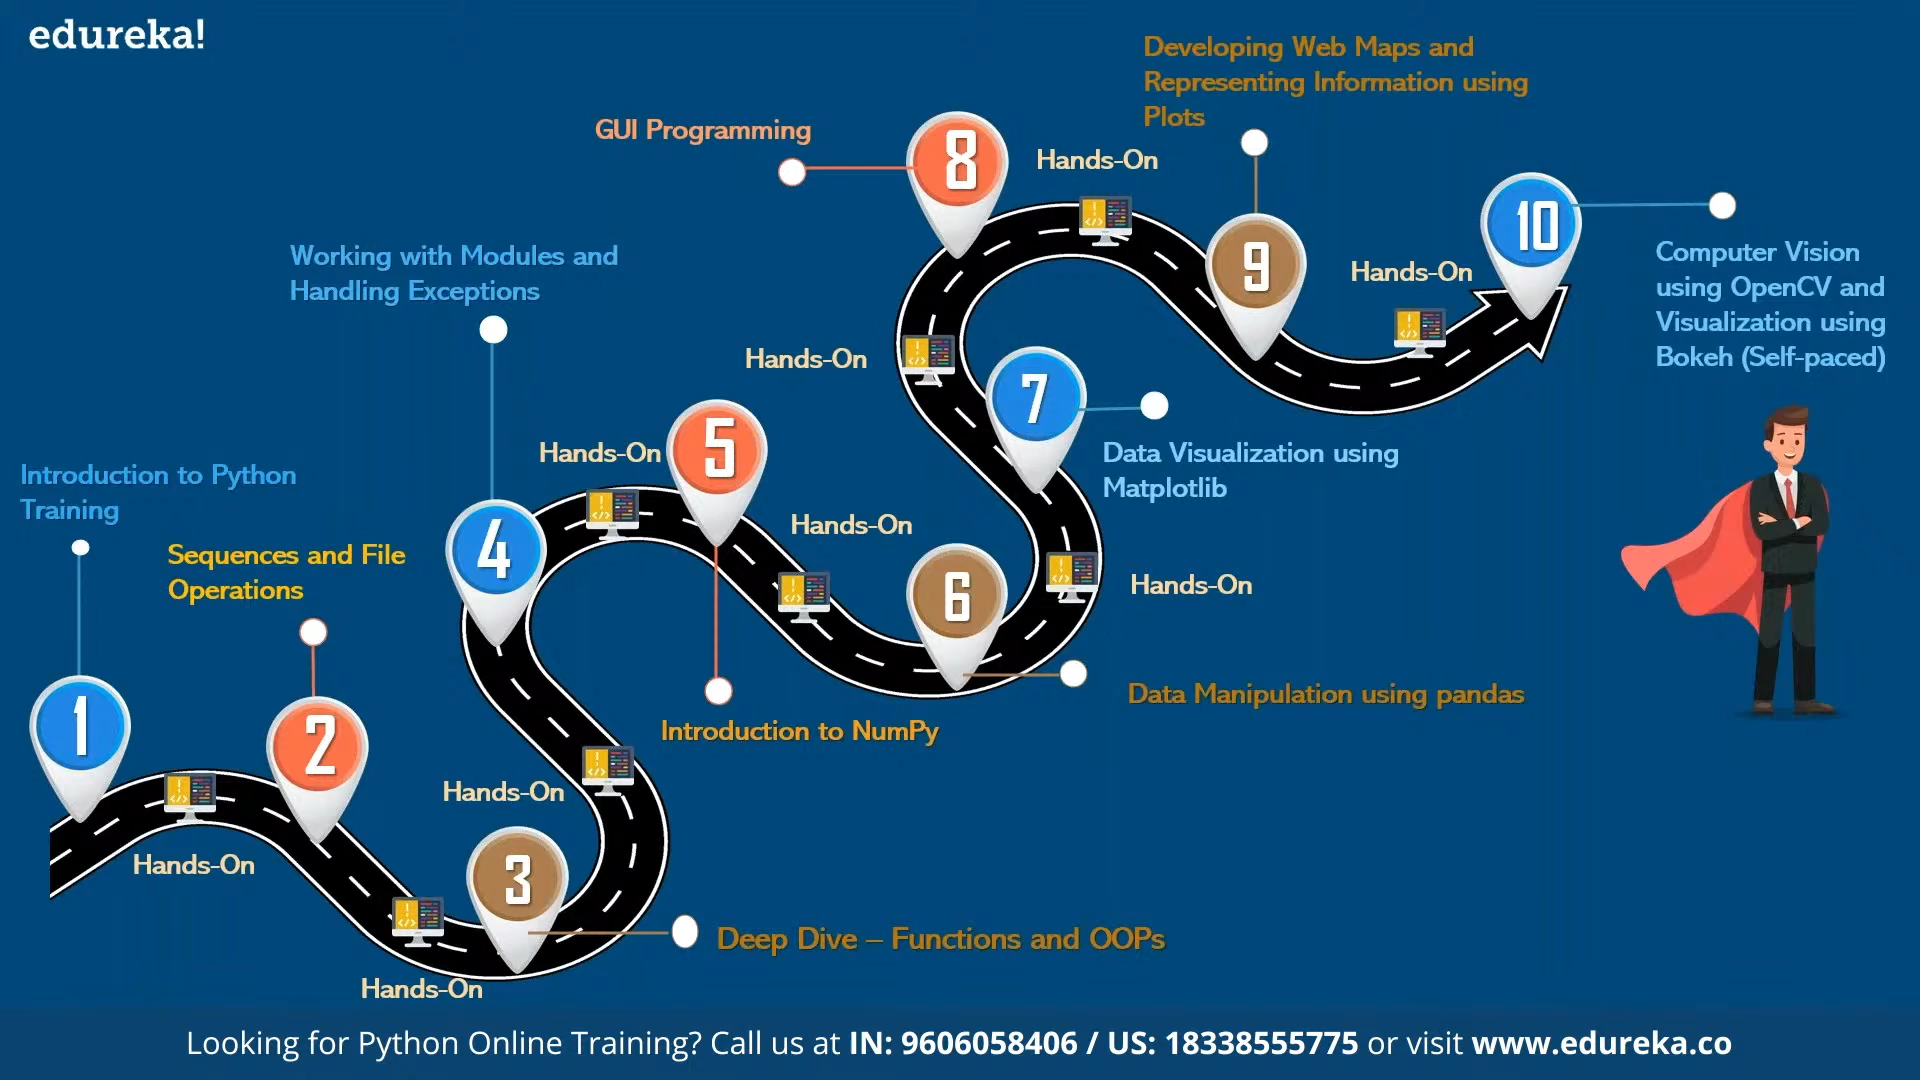 edureka!
Developing Web Maps and
Representing Information using
Plots
GUI Programming
8
Hands-On
10
Working with Modules and
Handling Exceptions
9
Hands-On
Computer Vision
using OpenCV and
Visualization using
Bokeh (Self-paced)
Hands-On
7
Data Visualization using
Matplotlib
Hands-On
5
Introduction to Python
Training
Hands-On
4
Sequences and File
Operations
6
Hands-On
Data Manipulation using pandas
1
2
Introduction to NumPy
Hands-On
Hands-On
3
Deep Dive – Functions and OOPs
Hands-On
Looking for Python Online Training? Call us at IN: 9606058406 / US: 18338555775 or visit www.edureka.co